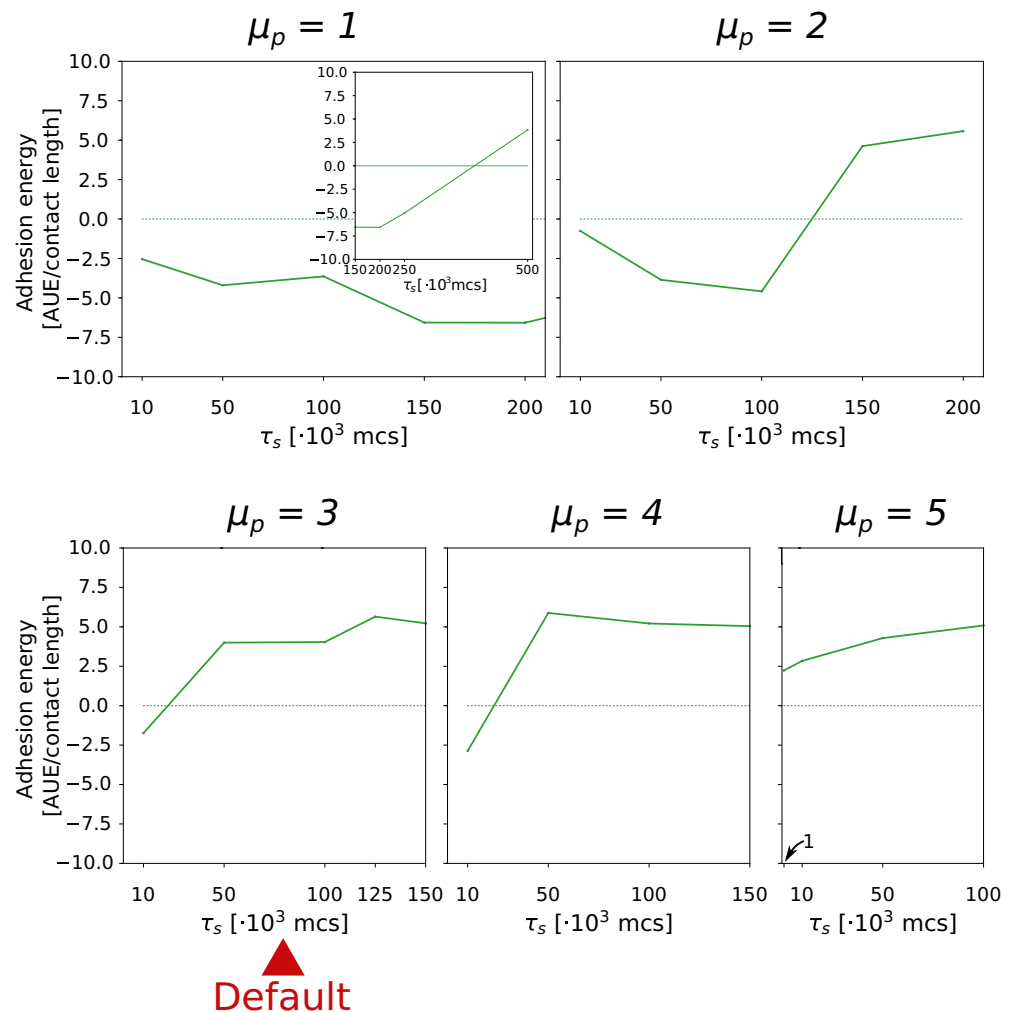 μp = 1
μp = 2
Adhesion energy
[AUE/contact length]
10.0
7.5
5.0
2.5
0.0
−2.5
−5.0
−7.5
−10.0
10.0
7.5
5.0
2.5
0.0
−2.5
−5.0
−7.5
−10.0
150 200 250 500
τs[·10³mcs]
10 50 100 150 200
τs [·10³ mcs]
10 50 100 150 200
τs [·10³ mcs]
μp = 3
μp = 4
μp = 5
Adhesion energy
[AUE/contact length]
10.0
7.5
5.0
2.5
0.0
−2.5
−5.0
−7.5
−10.0
1
10 50 100 125 150
τs [·10³ mcs]
10 50 100 150
τs [·10³ mcs]
10 50 100
τs [·10³ mcs]
Default